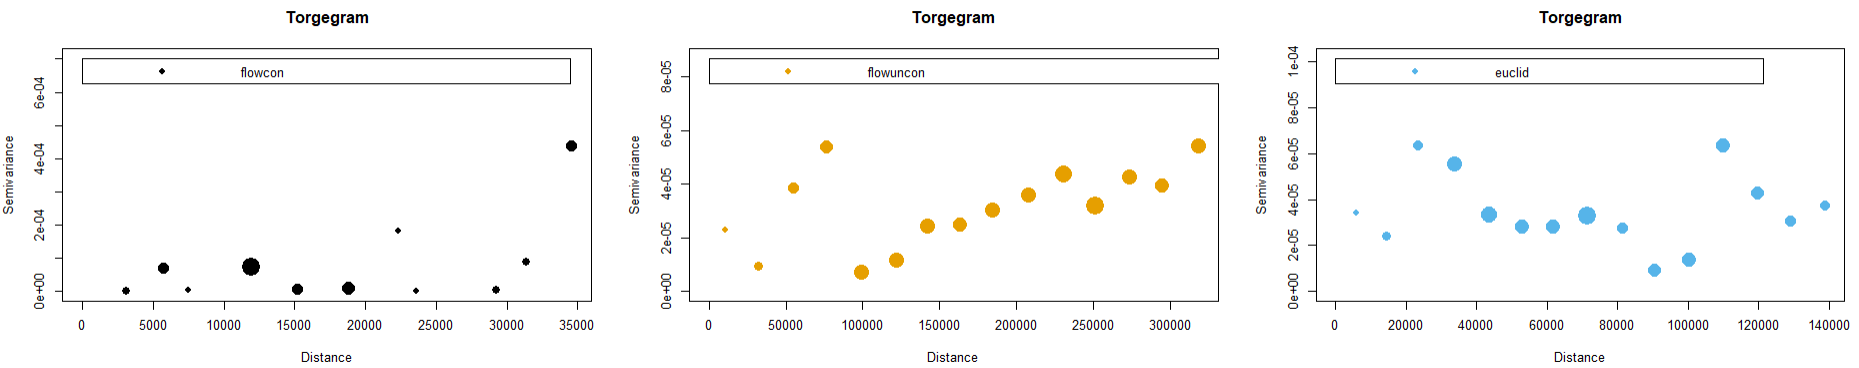 Torgegram
flowcon
Semivariance
0e+00 2e-04 4e-04 6e-04
0 5000 10000 15000 20000 25000 30000 35000
Distance
Torgegram
flowuncon
Semivariance
0e+00 2e-05 4e-05 6e-05 8e-05
0 50000 100000 150000 200000 250000 300000
Distance
Torgegram
euclid
Semivariance
0e+00 2e-05 4e-05 6e-05 8e-05 1e-04
0 20000 40000 60000 80000 100000 120000 140000
Distance